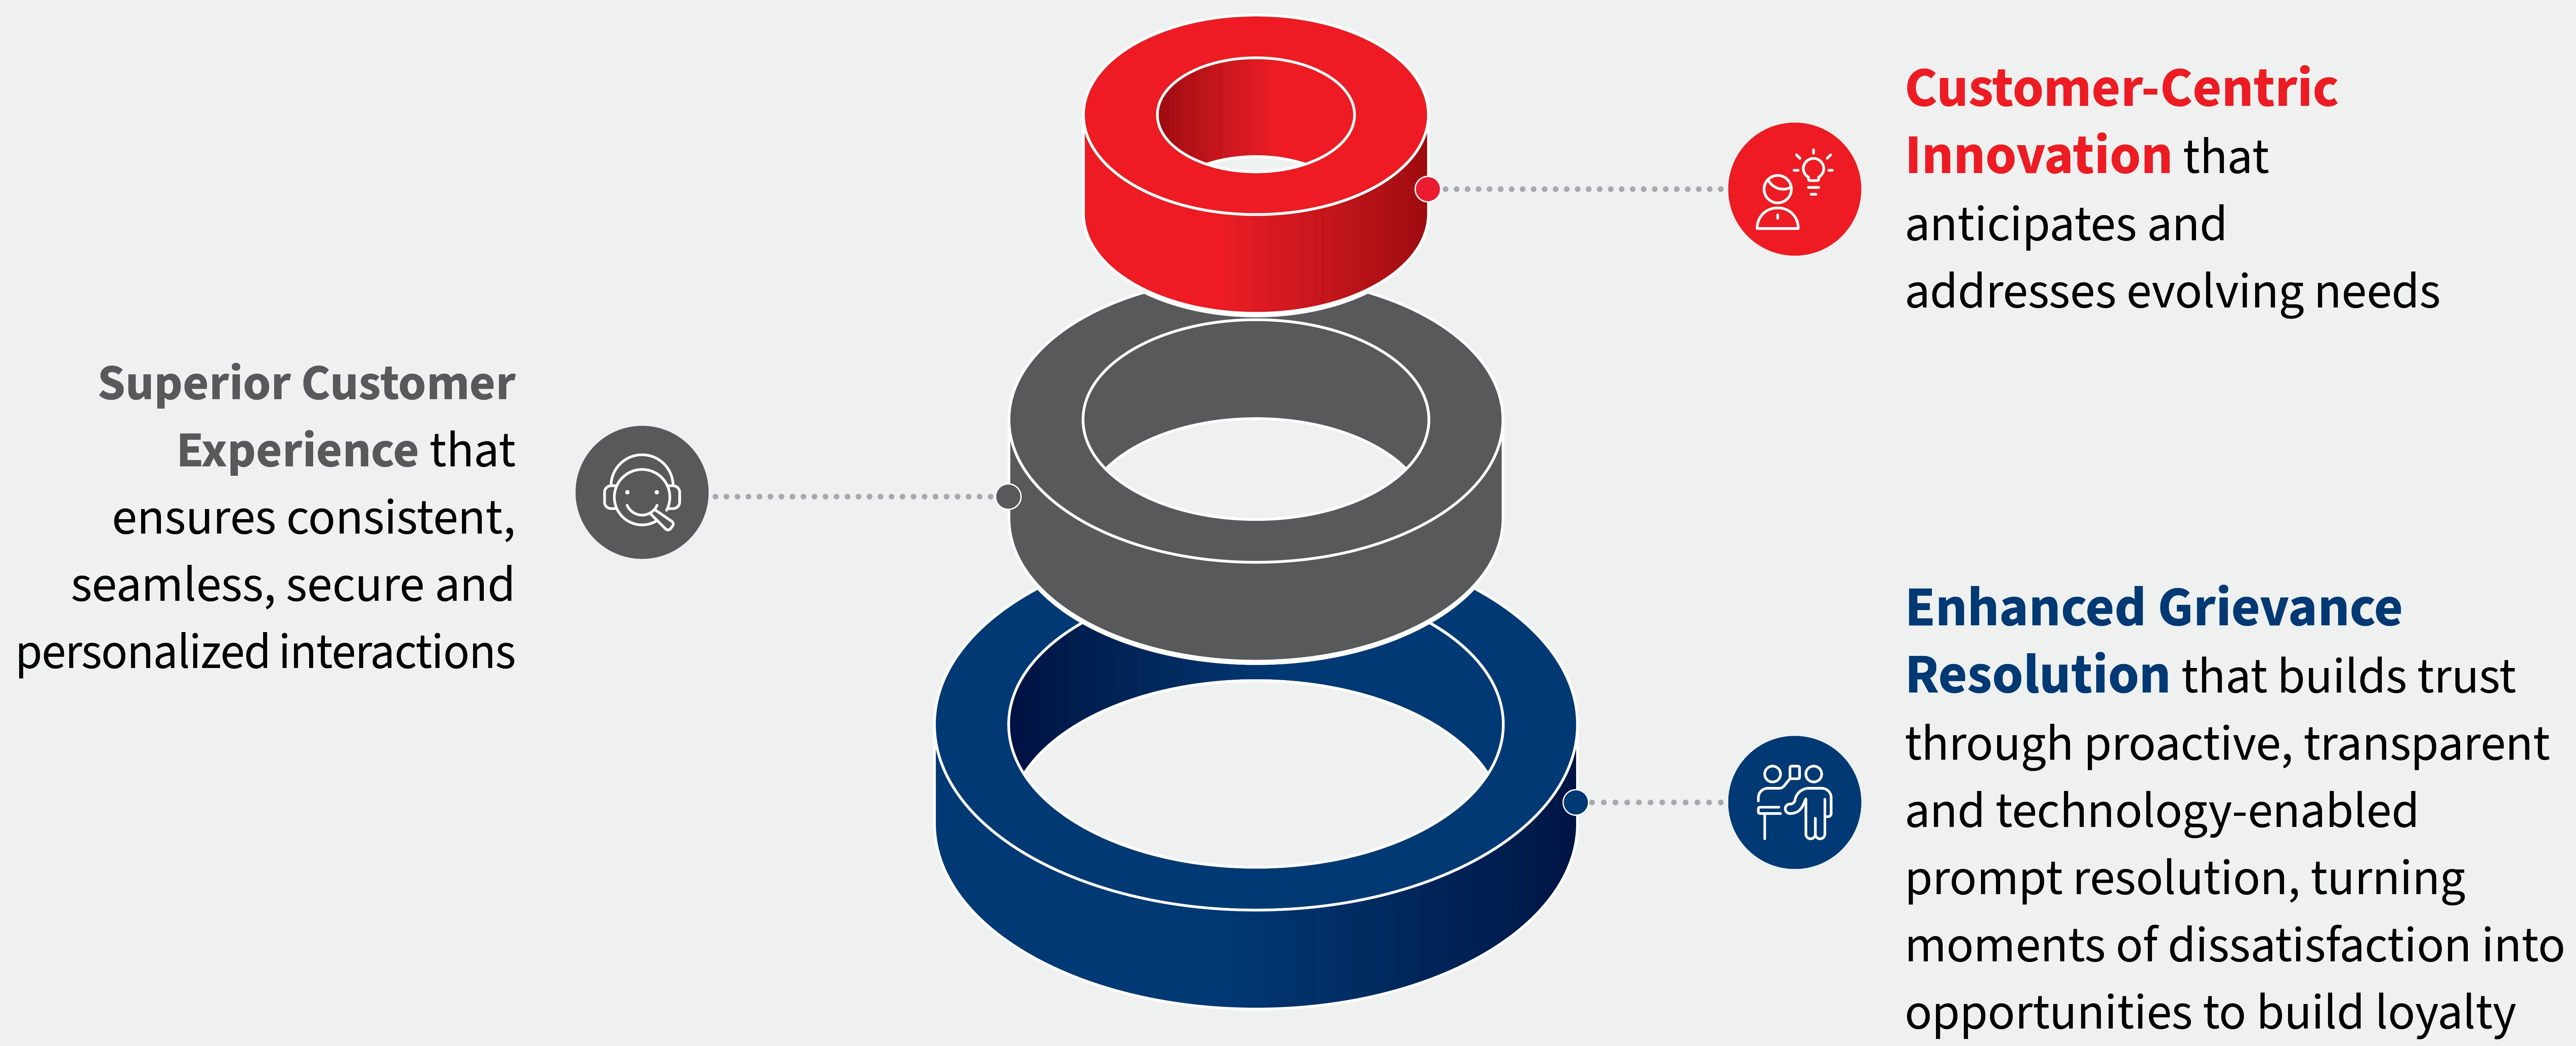 Customer-Centric
Innovation that
anticipates and
addresses evolving needs
Superior Customer
Experience that
ensures consistent,
seamless, secure and
personalized interactions
Enhanced Grievance
Resolution that builds trust
through proactive, transparent
and technology-enabled
prompt resolution, turning
moments of dissatisfaction into
opportunities to build loyalty